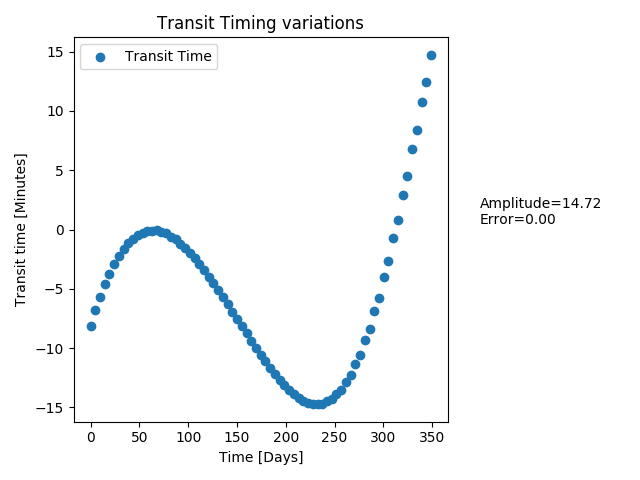 Transit Timing variations
Transit Time
15
10
5
0
−5
−10
−15
Transit time [Minutes]
0
50
100
150
200
250
300
350
Time [Days]
Amplitude=14.72
Error=0.00